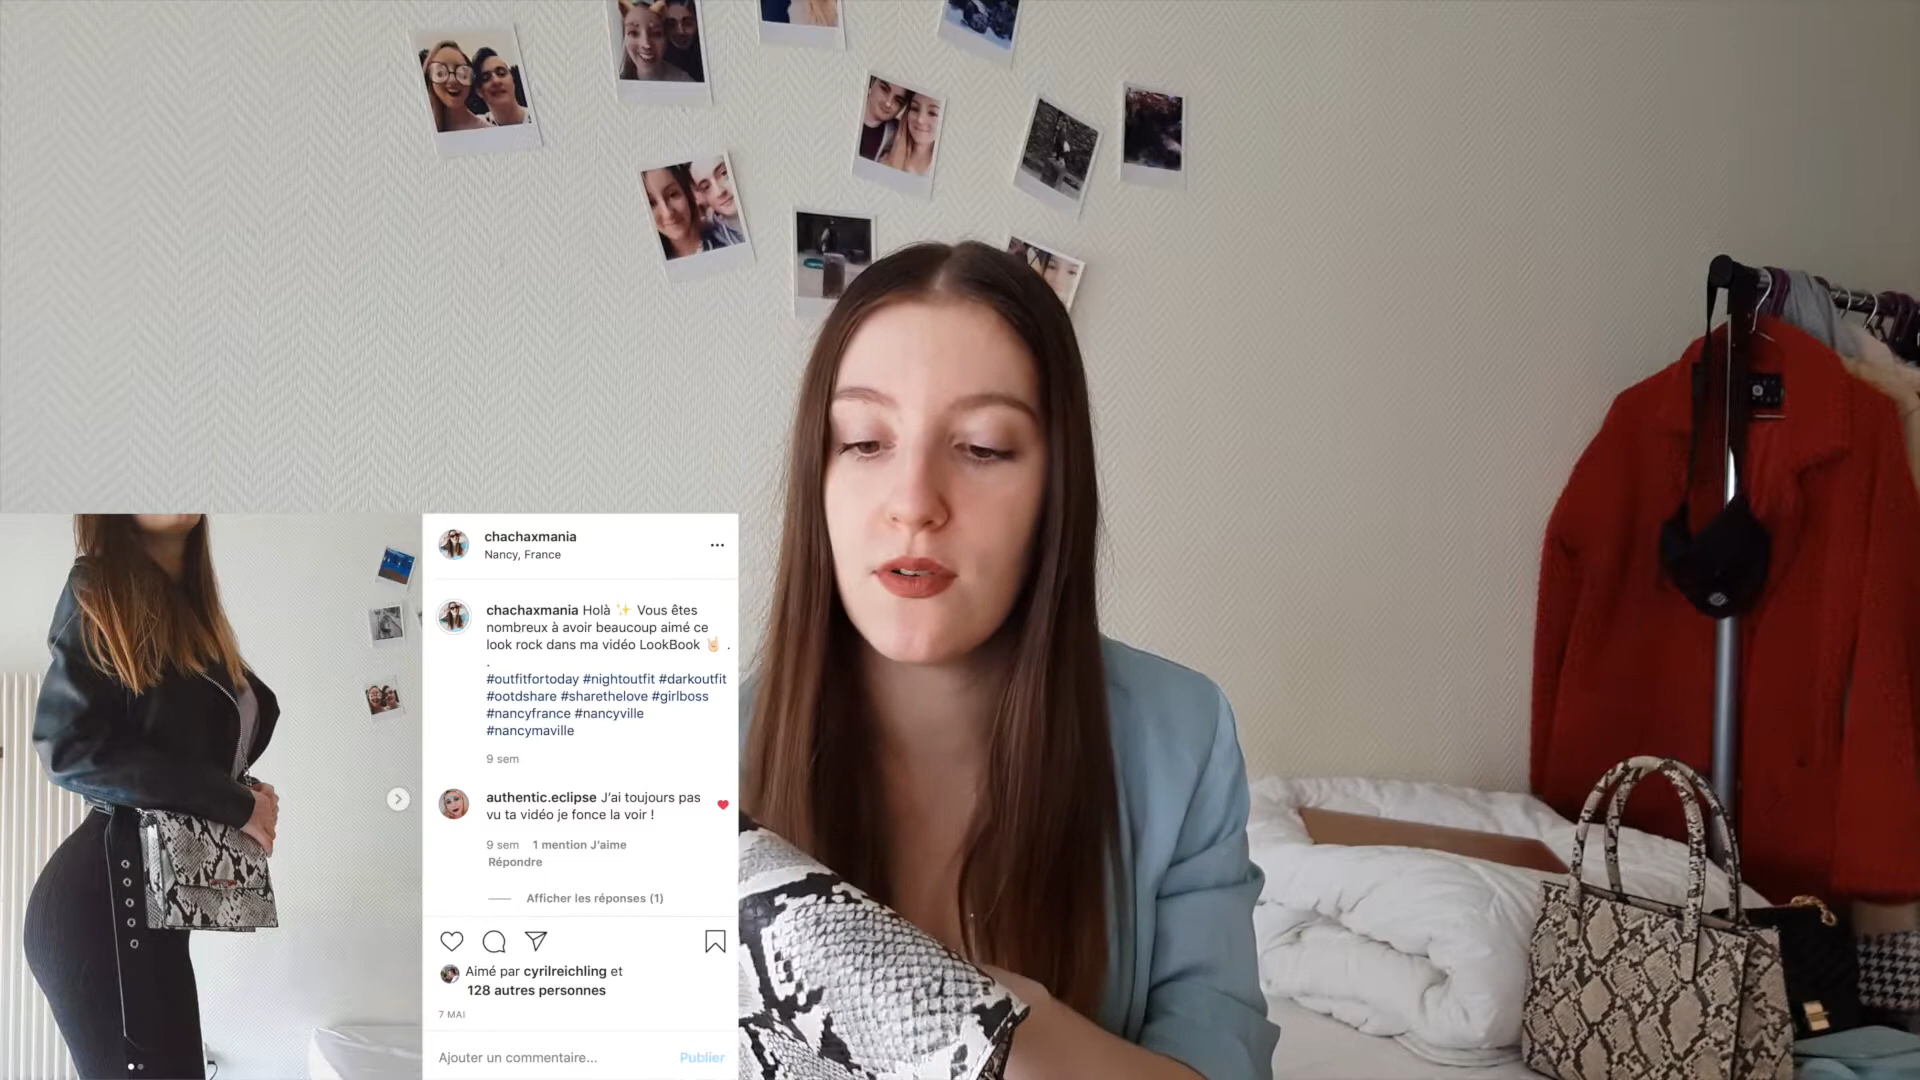 chachaxmania
Nancy, France
chachaxmania Holà ✨ Vous êtes
nombreux à avoir beaucoup aimé ce
look rock dans ma vidéo LookBook 🤘🏻 .
.
#outfitfortoday #nightoutfit #darkoutfit
#ootdshare #sharethelove #girlboss
#nancyfrance #nancyville
#nancymaville
9 sem
authentic.eclipse J'ai toujours pas
vu ta vidéo je fonce la voir !
9 sem 1 mention J'aime
Répondre
Afficher les réponses (1)
Aimé par cyrilreichling et
128 autres personnes
7 MAI
Ajouter un commentaire... Publier